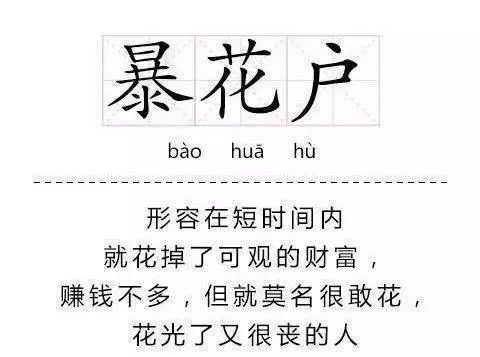 暴花户
bào huā hù
形容在短时间内
就花掉了可观的财富，
赚钱不多，但就莫名很敢花，
花光了又很丧的人